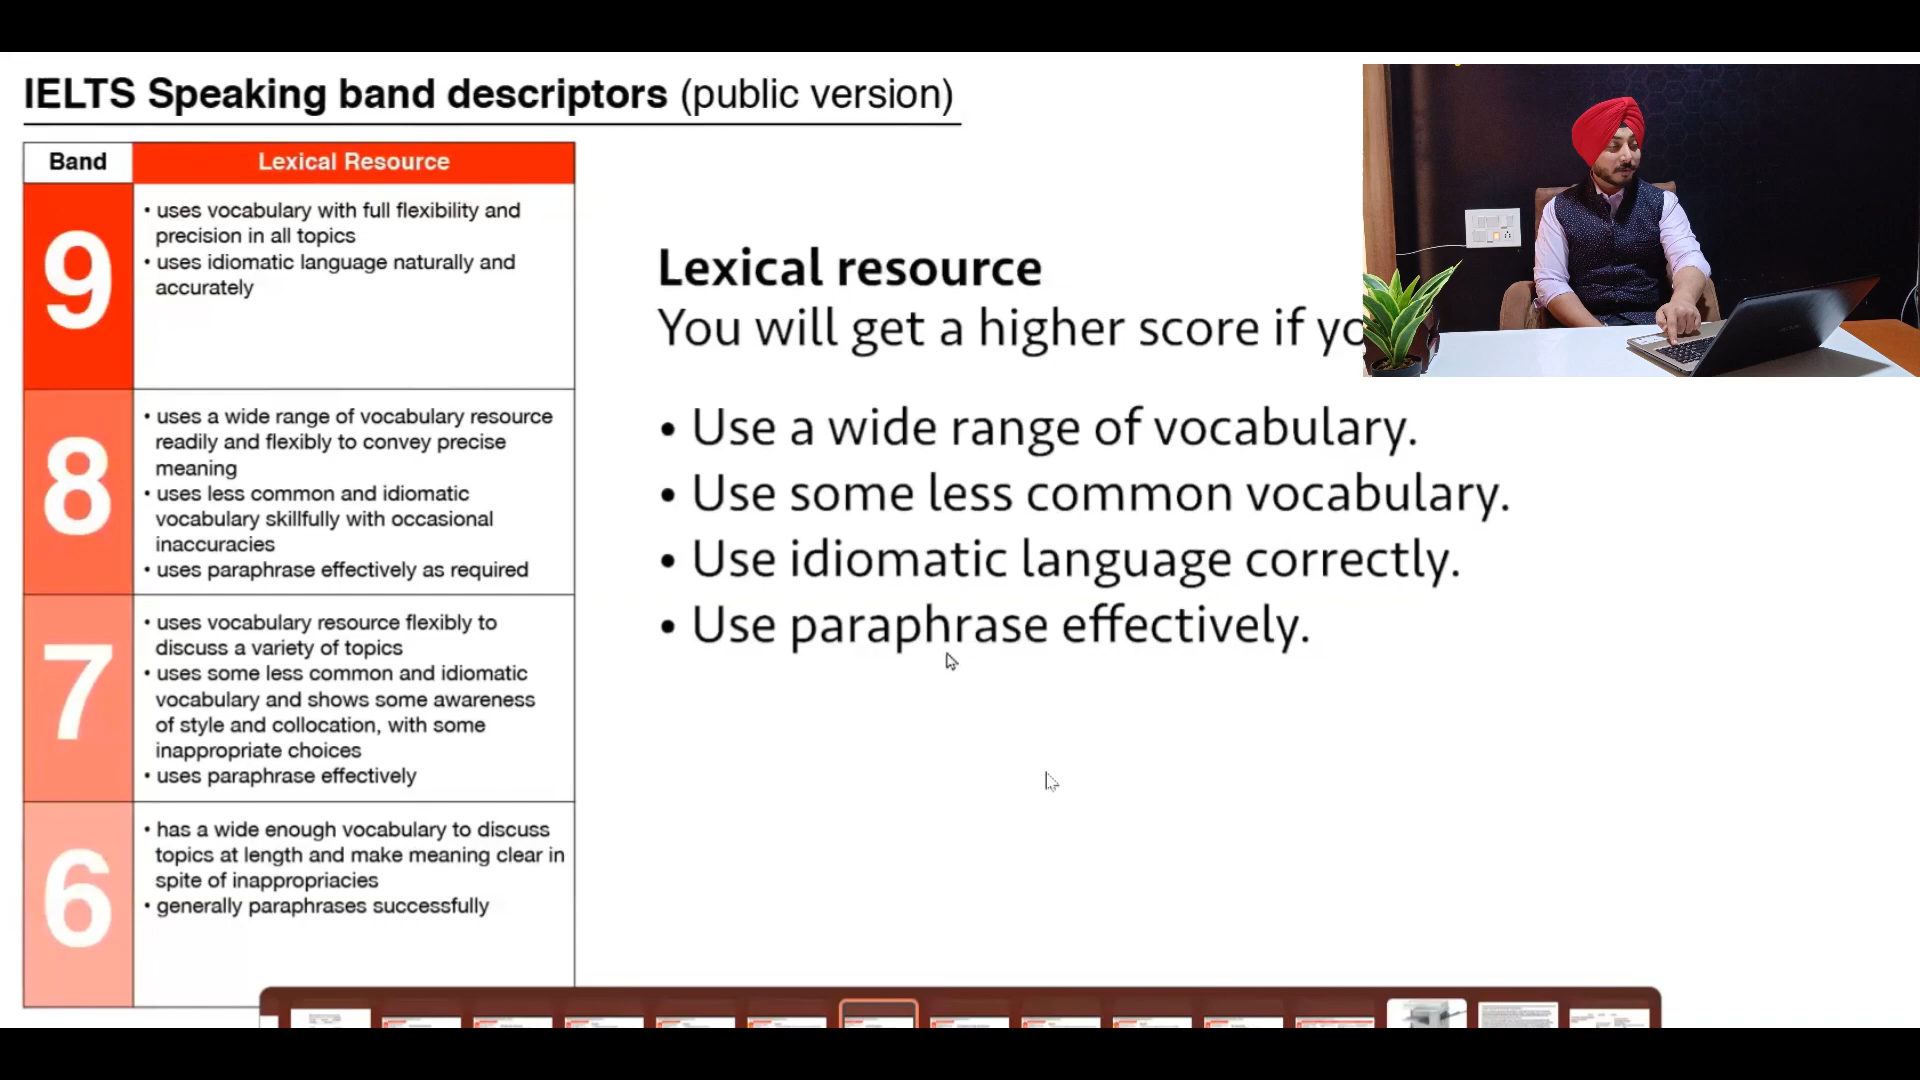 IELTS Speaking band descriptors (public version)
Band
Lexical Resource
9
• uses vocabulary with full flexibility and
precision in all topics
• uses idiomatic language naturally and
accurately
8
• uses a wide range of vocabulary resource
readily and flexibly to convey precise
meaning
• uses less common and idiomatic
vocabulary skillfully with occasional
inaccuracies
• uses paraphrase effectively as required
7
• uses vocabulary resource flexibly to
discuss a variety of topics
• uses some less common and idiomatic
vocabulary and shows some awareness
of style and collocation, with some
inappropriate choices
• uses paraphrase effectively
6
• has a wide enough vocabulary to discuss
topics at length and make meaning clear in
spite of inappropriacies
• generally paraphrases successfully
Lexical resource
You will get a higher score if yo
• Use a wide range of vocabulary.
• Use some less common vocabulary.
• Use idiomatic language correctly.
• Use paraphrase effectively.